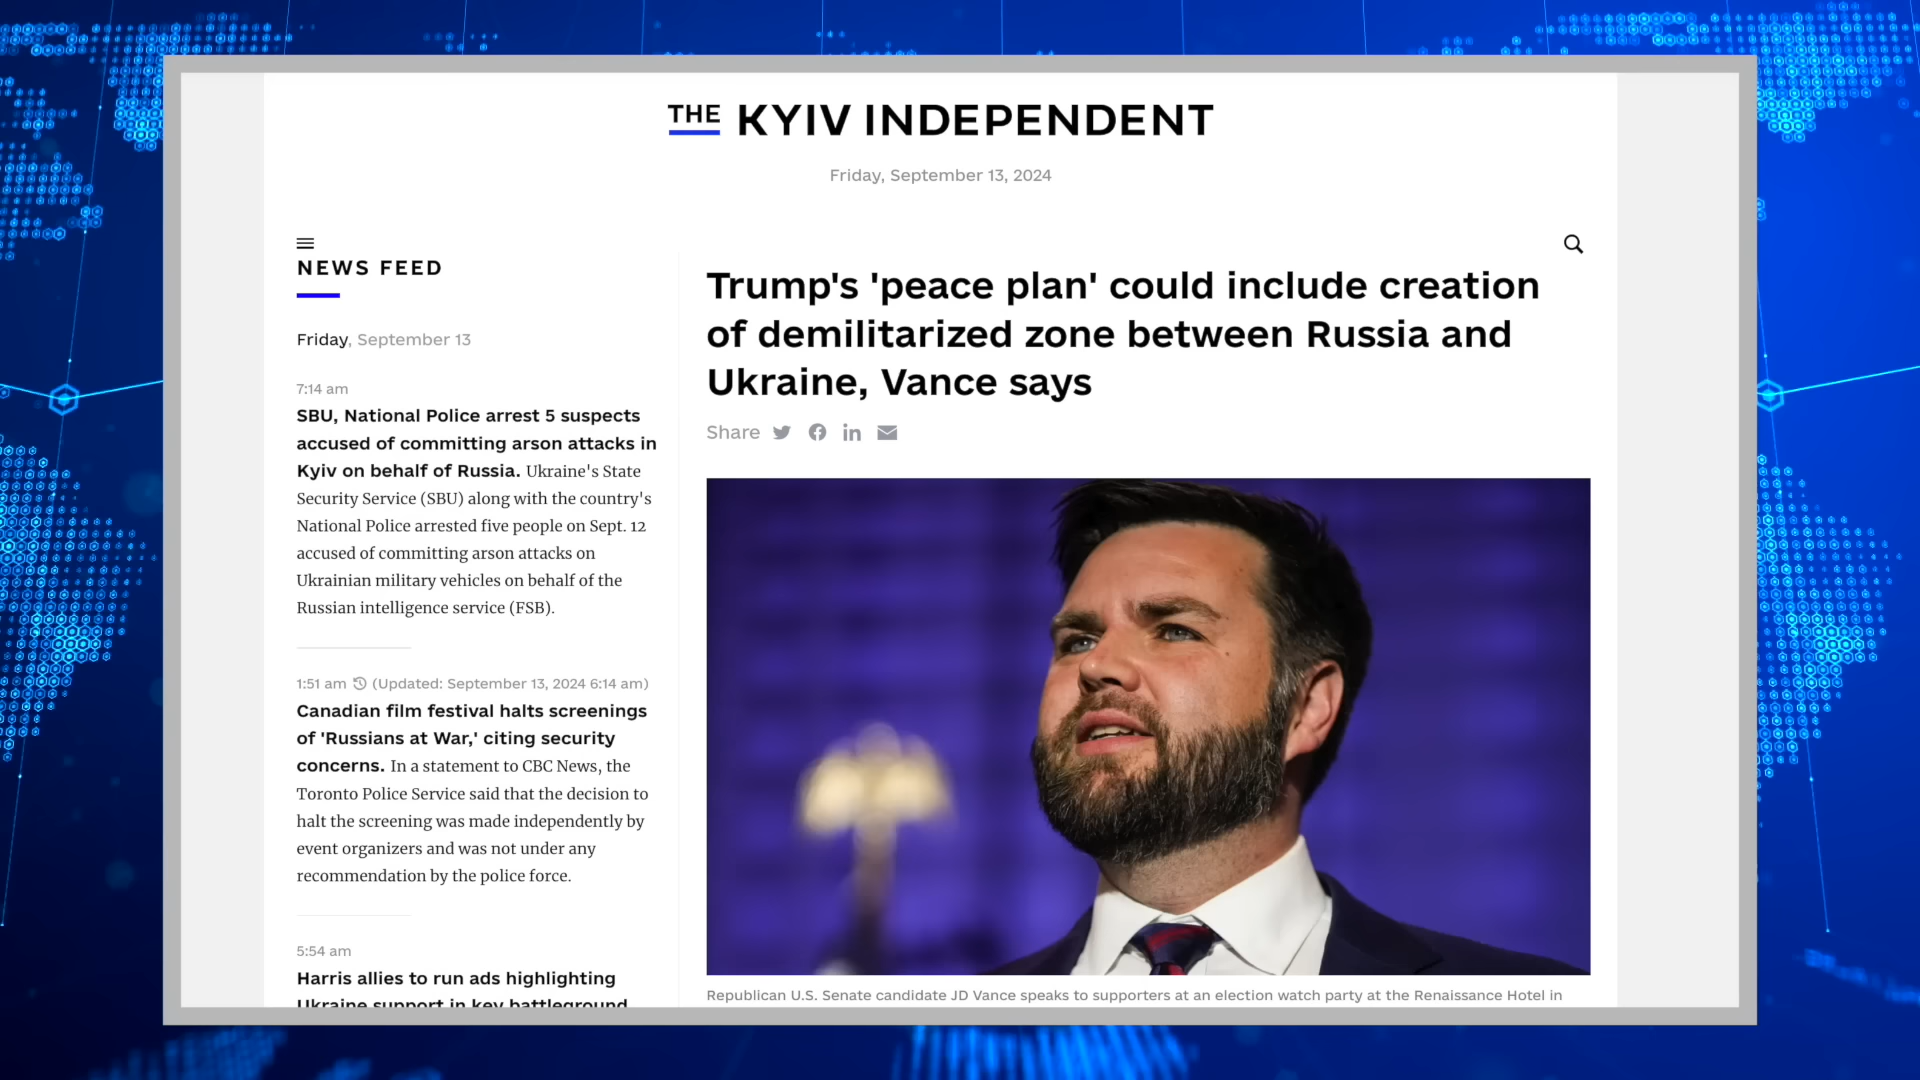 THE KYIV INDEPENDENT
Friday, September 13, 2024
NEWS FEED
Friday, September 13
7:14 am
SBU, National Police arrest 5 suspects
accused of committing arson attacks in
Kyiv on behalf of Russia. Ukraine's State
Security Service (SBU) along with the country's
National Police arrested five people on Sept. 12
accused of committing arson attacks on
Ukrainian military vehicles on behalf of the
Russian intelligence service (FSB).
1:51 am (Updated: September 13, 2024 6:14 am)
Canadian film festival halts screenings
of 'Russians at War,' citing security
concerns. In a statement to CBC News, the
Toronto Police Service said that the decision to
halt the screening was made independently by
event organizers and was not under any
recommendation by the police force.
5:54 am
Harris allies to run ads highlighting
Ukraine support in key battleground
Trump's 'peace plan' could include creation
of demilitarized zone between Russia and
Ukraine, Vance says
Share
Republican U.S. Senate candidate JD Vance speaks to supporters at an election watch party at the Renaissance Hotel in